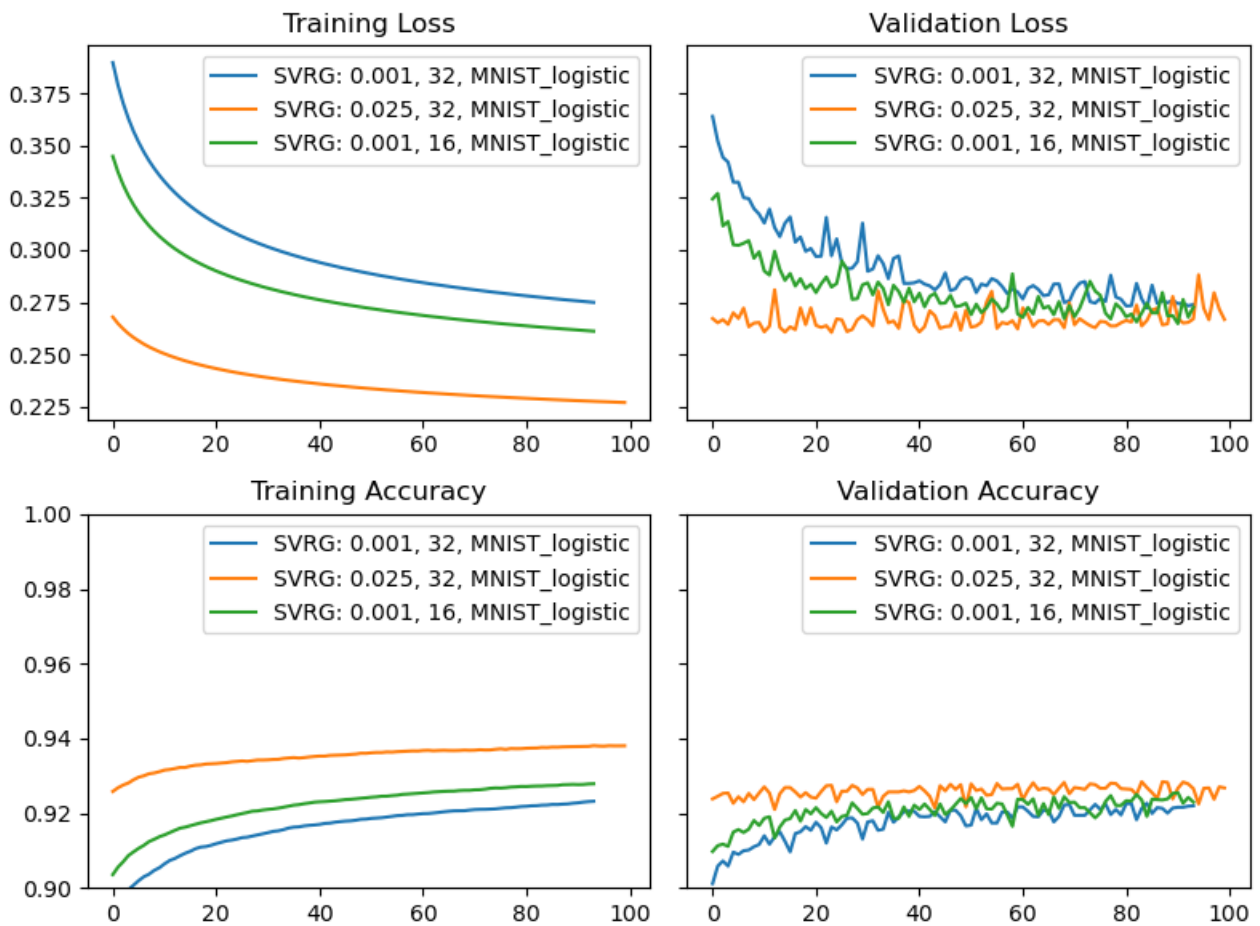 Training Loss
SVRG: 0.001, 32, MNIST_logistic
SVRG: 0.025, 32, MNIST_logistic
SVRG: 0.001, 16, MNIST_logistic
0.375
0.350
0.325
0.300
0.275
0.250
0.225
0 20 40 60 80 100
Validation Loss
SVRG: 0.001, 32, MNIST_logistic
SVRG: 0.025, 32, MNIST_logistic
SVRG: 0.001, 16, MNIST_logistic
0 20 40 60 80 100
Training Accuracy
SVRG: 0.001, 32, MNIST_logistic
SVRG: 0.025, 32, MNIST_logistic
SVRG: 0.001, 16, MNIST_logistic
1.00
0.98
0.96
0.94
0.92
0.90
0 20 40 60 80 100
Validation Accuracy
SVRG: 0.001, 32, MNIST_logistic
SVRG: 0.025, 32, MNIST_logistic
SVRG: 0.001, 16, MNIST_logistic
0 20 40 60 80 100